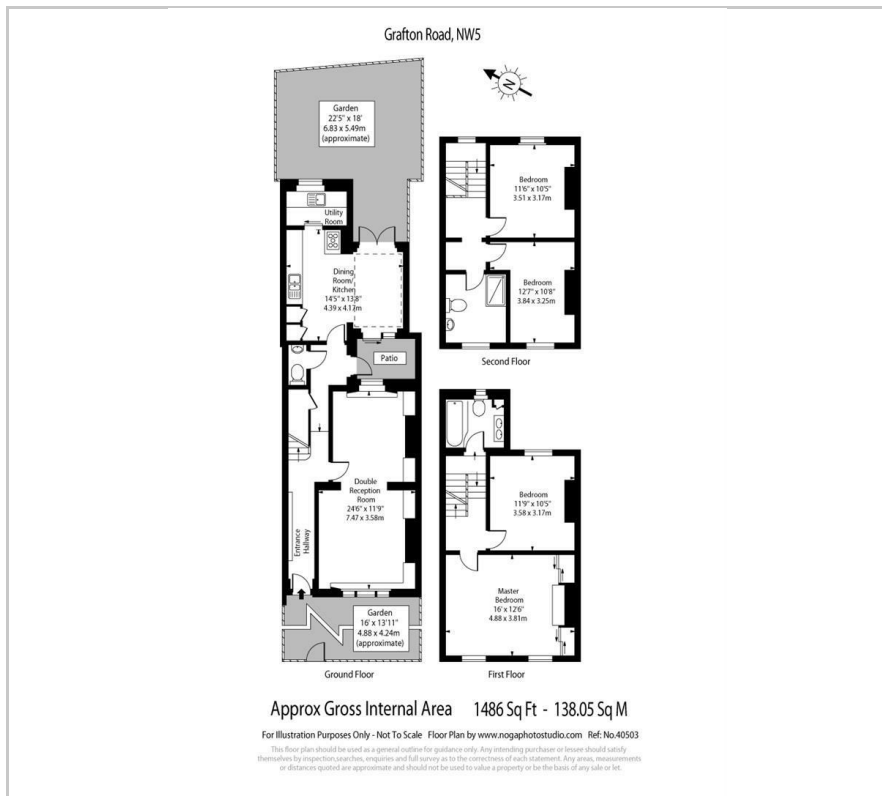 Grafton Road, NW5
N
Garden
22'5" x 18'
6.83 x 5.49m
(approximate)
Utility
Room
Dining
Room/
Kitchen
14'5" x 13'8"
4.39 x 4.17m
Patio
Double
Reception
Room
24'6" x 11'9"
7.47 x 3.58m
Entrance
Hallway
Garden
16' x 13'11"
4.88 x 4.24m
(approximate)
Ground Floor
Bedroom
11'6" x 10'5"
3.51 x 3.17m
Bedroom
12'7" x 10'8"
3.84 x 3.25m
Second Floor
Bedroom
11'9" x 10'5"
3.58 x 3.17m
Master
Bedroom
16' x 12'6"
4.88 x 3.81m
First Floor
Approx Gross Internal Area 1486 Sq Ft - 138.05 Sq M
For Illustration Purposes Only - Not To Scale Floor Plan by www.nogaphotostudio.com Ref: No.40503
This floor plan should be used as a general outline for guidance only. Any intending purchaser or lessee should satisfy
themselves by inspection,searches, enquiries and full survey as to the correctness of each statement. Any areas, measurements
or distances quoted are approximate and should not be used to value a property or be the basis of any sale or let.